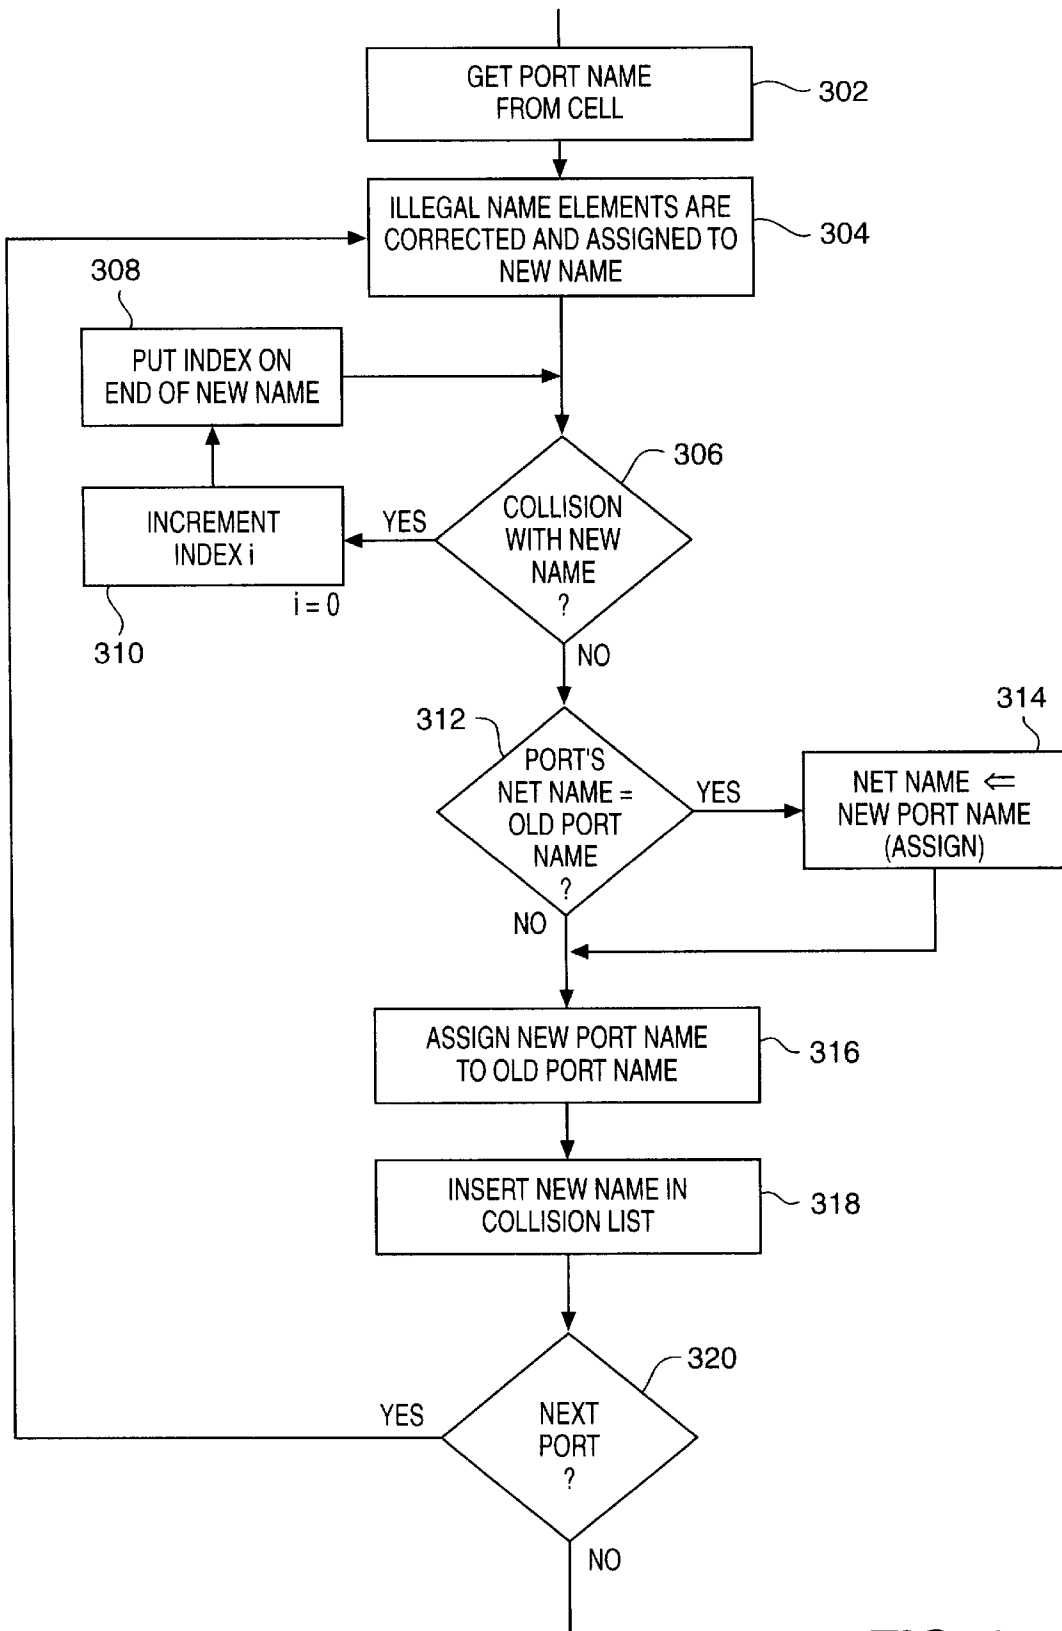 GET PORT NAME
FROM CELL
302
ILLEGAL NAME ELEMENTS ARE
CORRECTED AND ASSIGNED TO
NEW NAME
304
308
PUT INDEX ON
END OF NEW NAME
306
COLLISION
WITH NEW
NAME
?
YES
INCREMENT
INDEX i
i = 0
310
NO
312
PORT'S
NET NAME =
OLD PORT
NAME
?
YES
314
NET NAME ⇐
NEW PORT NAME
(ASSIGN)
NO
ASSIGN NEW PORT NAME
TO OLD PORT NAME
316
INSERT NEW NAME IN
COLLISION LIST
318
320
YES
NEXT
PORT
?
NO